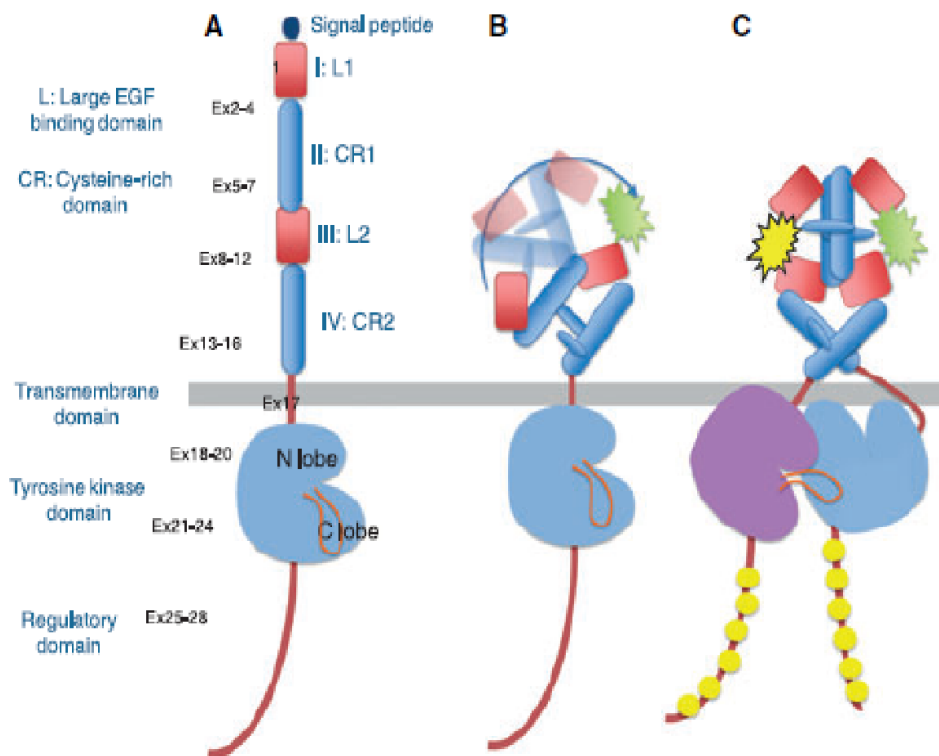 A
B
C
Signal peptide
1
I: L1
L: Large EGF
binding domain
Ex2-4
II: CR1
CR: Cysteine-rich
domain
Ex5-7
III: L2
Ex8-12
IV: CR2
Ex13-16
Transmembrane
domain
Ex17
Ex18-20
N lobe
Tyrosine kinase
domain
Ex21-24
C lobe
Ex25-28
Regulatory
domain